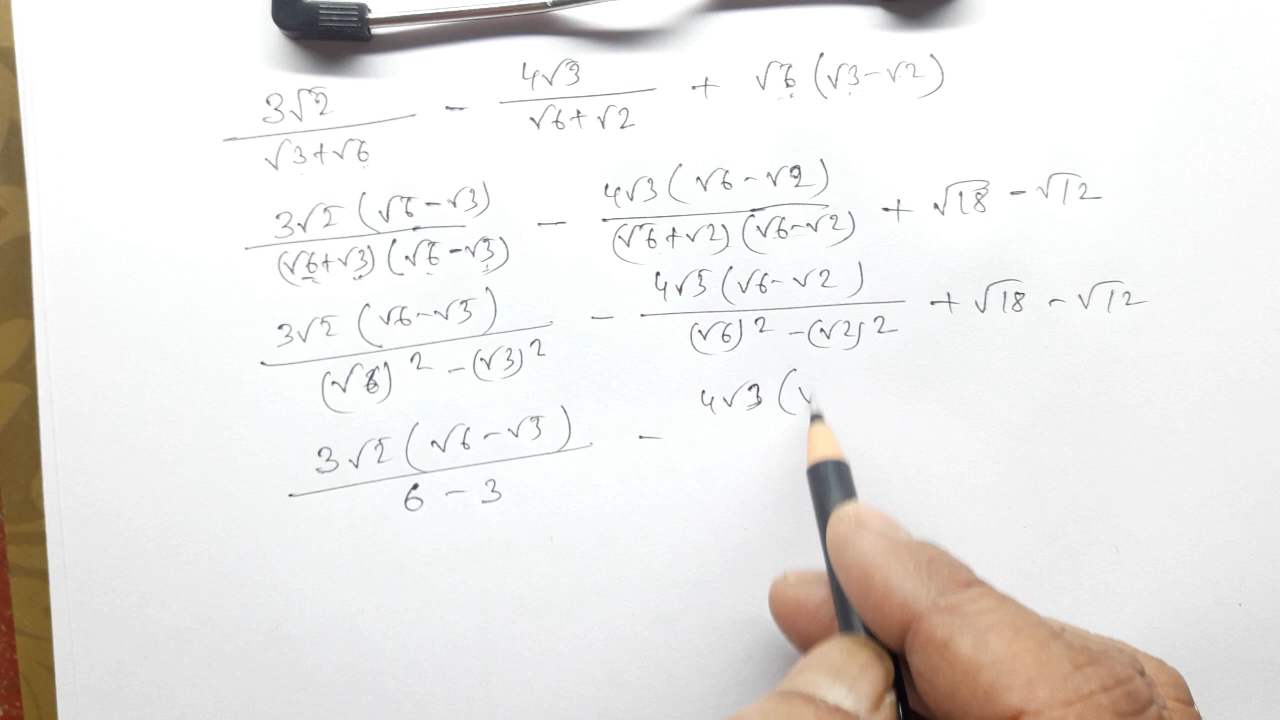 3√2/(√3+√6) - 4√3/(√6+√2) + √6(√3-√2)
3√2(√6-√3)/(√6+√3)(√6-√3) - 4√3(√6-√2)/(√6+√2)(√6-√2) + √18 - √12
3√2(√6-√3)/((√6)² - (√3)²) - 4√3(√6-√2)/((√6)² - (√2)²) + √18 - √12
3√2(√6-√3)/(6-3) - 4√3(√